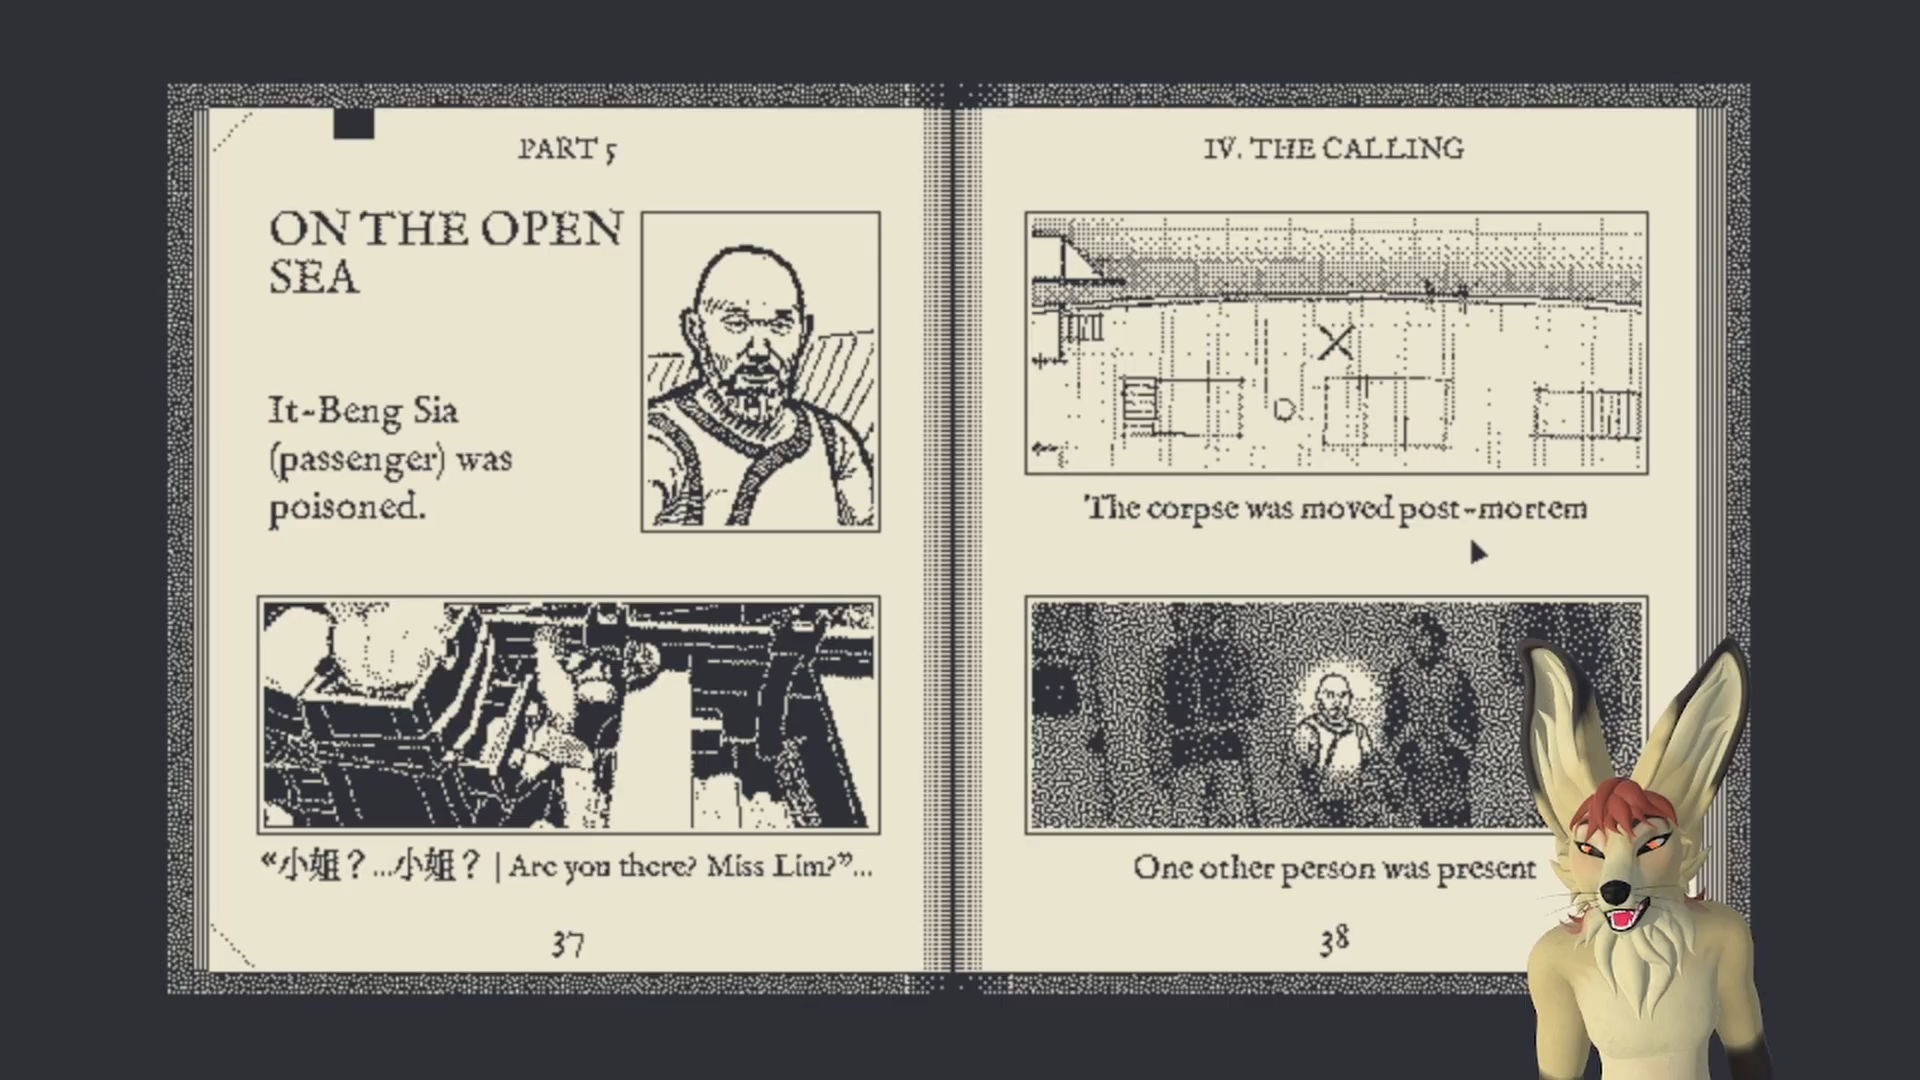 PART 5
ON THE OPEN
SEA
It-Beng Sia
(passenger) was
poisoned.
“小姐？...小姐？ | Are you there? Miss Lim?”...
37
IV. THE CALLING
The corpse was moved post-mortem
One other person was present
38